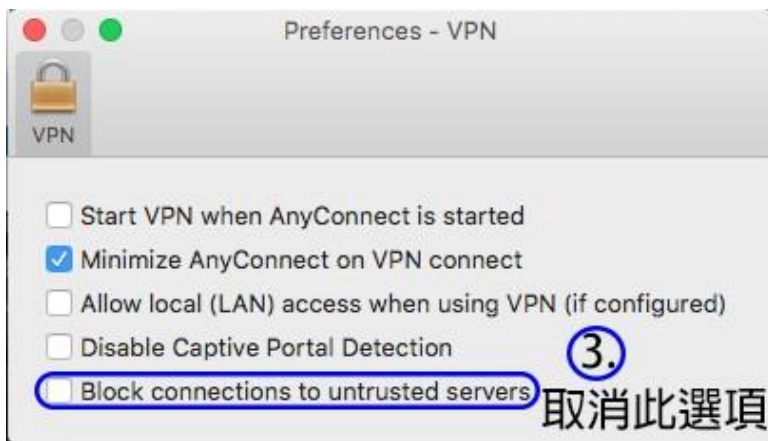 Preferences - VPN
VPN
Start VPN when AnyConnect is started
Minimize AnyConnect on VPN connect
Allow local (LAN) access when using VPN (if configured)
Disable Captive Portal Detection
3.
Block connections to untrusted servers
取消此選項